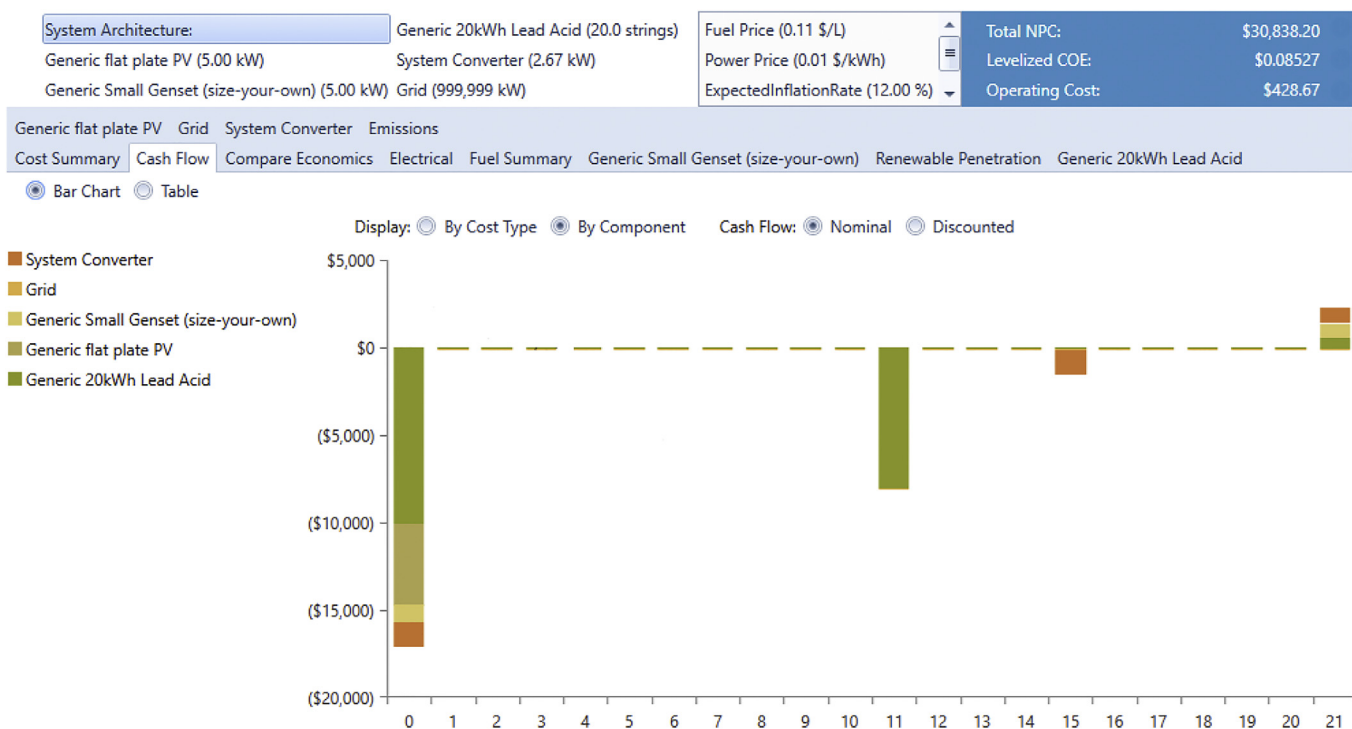 System Architecture: Generic 20kWh Lead Acid (20.0 strings) Fuel Price (0.11 $/L) Total NPC: $30,838.20
Generic flat plate PV (5.00 kW) System Converter (2.67 kW) Power Price (0.01 $/kWh) Levelized COE: $0.08527
Generic Small Genset (size-your-own) (5.00 kW) Grid (999,999 kW) ExpectedInflationRate (12.00 %) Operating Cost: $428.67
Generic flat plate PV Grid System Converter Emissions
Cost Summary Cash Flow Compare Economics Electrical Fuel Summary Generic Small Genset (size-your-own) Renewable Penetration Generic 20kWh Lead Acid
Bar Chart Table
Display: By Cost Type By Component Cash Flow: Nominal Discounted
System Converter
Grid
Generic Small Genset (size-your-own)
Generic flat plate PV
Generic 20kWh Lead Acid
$5,000
$0
($5,000)
($10,000)
($15,000)
($20,000)
0 1 2 3 4 5 6 7 8 9 10 11 12 13 14 15 16 17 18 19 20 21